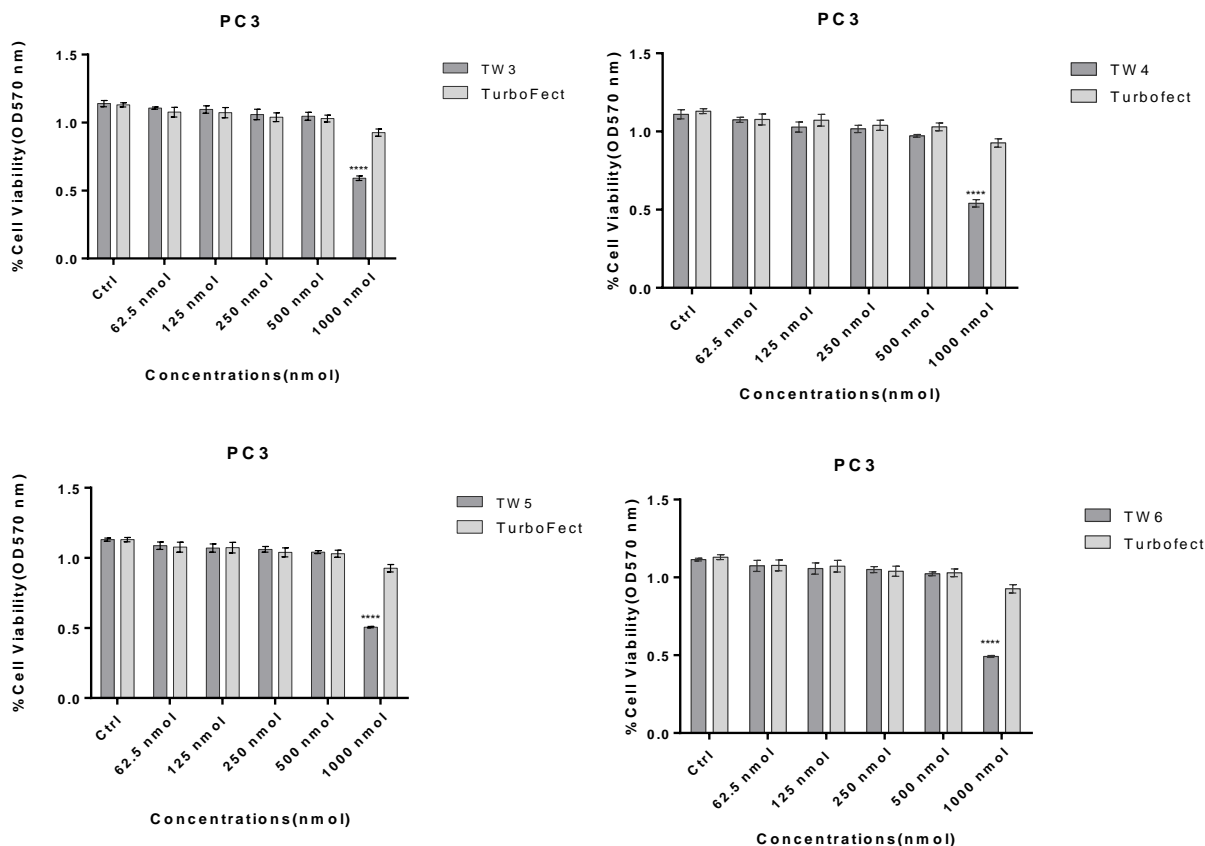 PC3
%Cell Viability(OD570 nm)
1.5
1.0
0.5
0.0
****
TW3
TurboFect
Ctrl
62.5 nmol
125 nmol
250 nmol
500 nmol
1000 nmol
Concentrations(nmol)
PC3
%Cell Viability(OD570 nm)
1.5
1.0
0.5
0.0
****
TW4
Turbofect
Ctrl
62.5 nmol
125 nmol
250 nmol
500 nmol
1000 nmol
Concentrations(nmol)
PC3
%Cell Viability(OD570 nm)
1.5
1.0
0.5
0.0
****
TW5
TurboFect
Ctrl
62.5 nmol
125 nmol
250 nmol
500 nmol
1000 nmol
Concentrations(nmol)
PC3
%Cell Viability(OD570 nm)
1.5
1.0
0.5
0.0
****
TW6
Turbofect
Ctrl
62.5 nmol
125 nmol
250 nmol
500 nmol
1000 nmol
Concentrations(nmol)